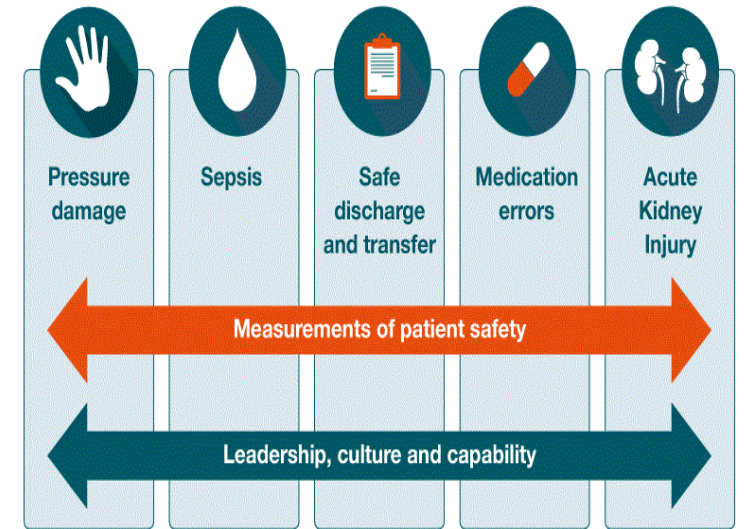 Pressure
damage
Sepsis
Safe
discharge
and transfer
Medication
errors
Acute
Kidney
Injury
Measurements of patient safety
Leadership, culture and capability